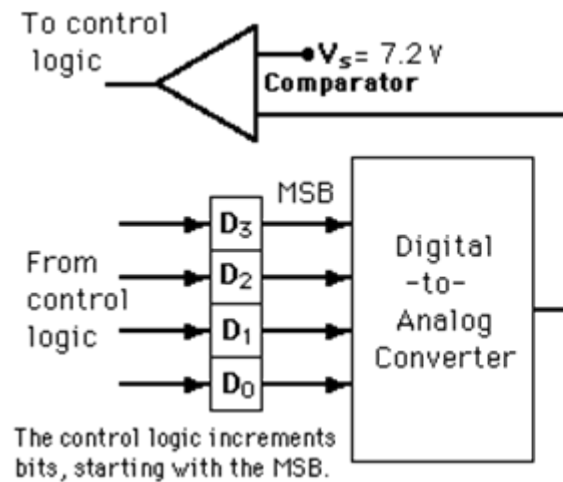 To control
logic
Vs = 7.2 V
Comparator
MSB
D3
D2
D1
D0
From
control
logic
Digital
-to-
Analog
Converter
The control logic increments
bits, starting with the MSB.